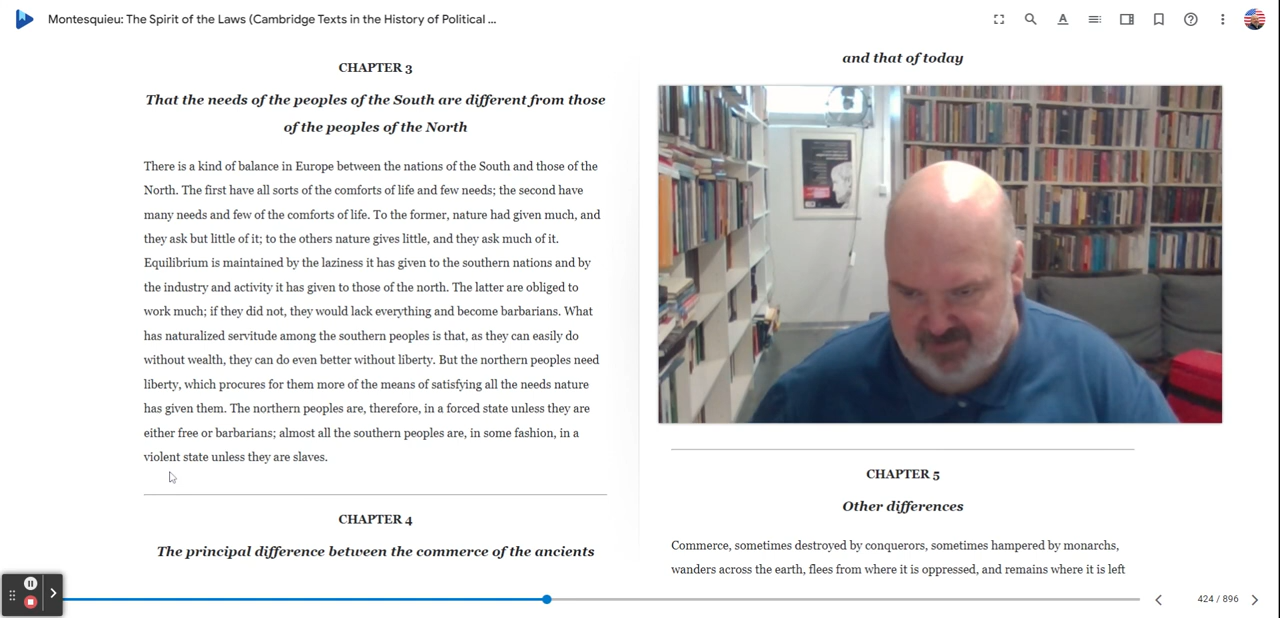 Montesquieu: The Spirit of the Laws (Cambridge Texts in the History of Political ...
CHAPTER 3
That the needs of the peoples of the South are different from those
of the peoples of the North
There is a kind of balance in Europe between the nations of the South and those of the
North. The first have all sorts of the comforts of life and few needs; the second have
many needs and few of the comforts of life. To the former, nature had given much, and
they ask but little of it; to the others nature gives little, and they ask much of it.
Equilibrium is maintained by the laziness it has given to the southern nations and by
the industry and activity it has given to those of the north. The latter are obliged to
work much; if they did not, they would lack everything and become barbarians. What
has naturalized servitude among the southern peoples is that, as they can easily do
without wealth, they can do even better without liberty. But the northern peoples need
liberty, which procures for them more of the means of satisfying all the needs nature
has given them. The northern peoples are, therefore, in a forced state unless they are
either free or barbarians; almost all the southern peoples are, in some fashion, in a
violent state unless they are slaves.
CHAPTER 4
The principal difference between the commerce of the ancients
and that of today
CHAPTER 5
Other differences
Commerce, sometimes destroyed by conquerors, sometimes hampered by monarchs,
wanders across the earth, flees from where it is oppressed, and remains where it is left
424 / 896